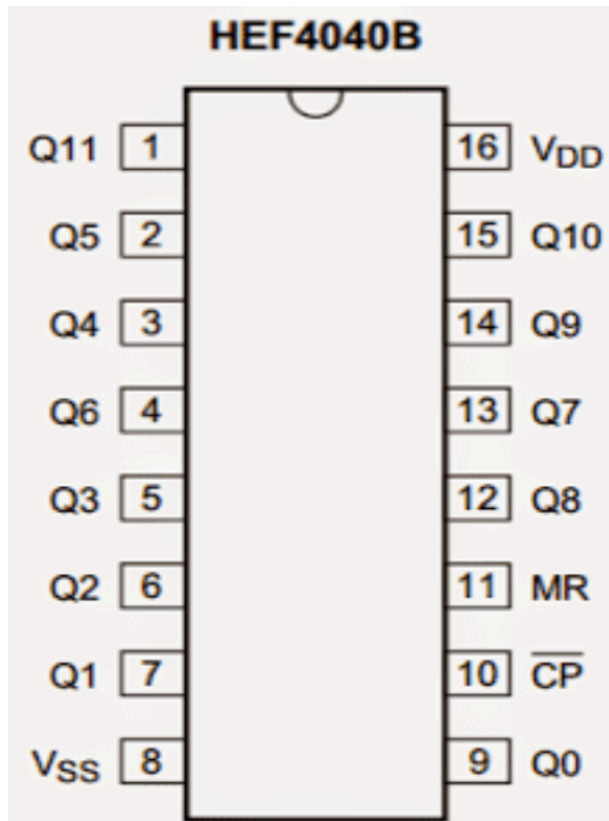 HEF4040B
Q11 1 16 VDD
Q5 2 15 Q10
Q4 3 14 Q9
Q6 4 13 Q7
Q3 5 12 Q8
Q2 6 11 MR
Q1 7 10 C̅P̅
VSS 8 9 Q0